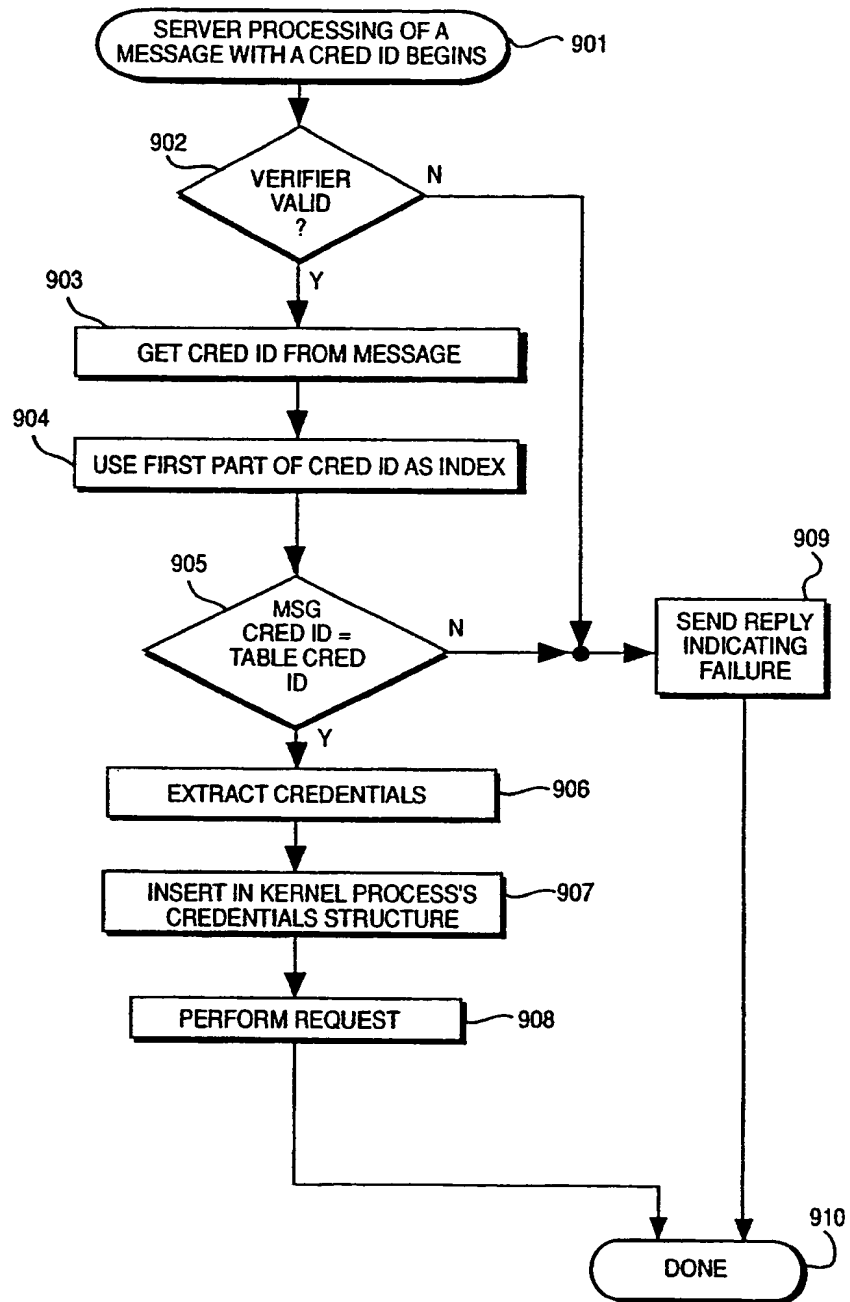 SERVER PROCESSING OF A
MESSAGE WITH A CRED ID BEGINS
901
902
VERIFIER
VALID
?
N
Y
903
GET CRED ID FROM MESSAGE
904
USE FIRST PART OF CRED ID AS INDEX
905
MSG
CRED ID =
TABLE CRED
ID
N
Y
909
SEND REPLY
INDICATING
FAILURE
EXTRACT CREDENTIALS
906
INSERT IN KERNEL PROCESS'S
CREDENTIALS STRUCTURE
907
PERFORM REQUEST
908
910
DONE